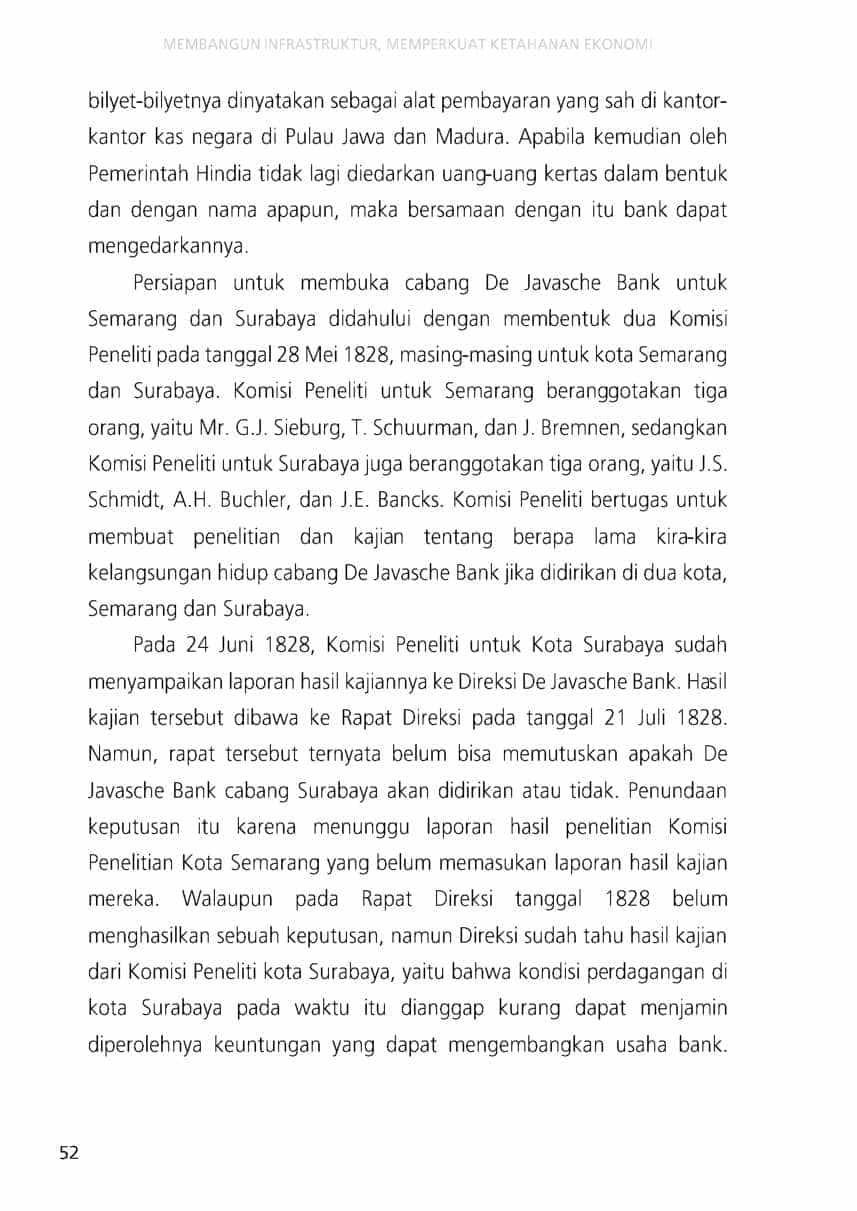 MEMBANGUN INFRASTRUKTUR, MEMPERKUAT KETAHANAN EKONOMI
bilyet-bilyetnya dinyatakan sebagai alat pembayaran yang sah di kantor-
kantor kas negara di Pulau Jawa dan Madura. Apabila kemudian oleh
Pemerintah Hindia tidak lagi diedarkan uang-uang kertas dalam bentuk
dan dengan nama apapun, maka bersamaan dengan itu bank dapat
mengedarkannya.
Persiapan untuk membuka cabang De Javasche Bank untuk
Semarang dan Surabaya didahului dengan membentuk dua Komisi
Peneliti pada tanggal 28 Mei 1828, masing-masing untuk kota Semarang
dan Surabaya. Komisi Peneliti untuk Semarang beranggotakan tiga
orang, yaitu Mr. G.J. Sieburg, T. Schuurman, dan J. Bremnen, sedangkan
Komisi Peneliti untuk Surabaya juga beranggotakan tiga orang, yaitu J.S.
Schmidt, A.H. Buchler, dan J.E. Bancks. Komisi Peneliti bertugas untuk
membuat penelitian dan kajian tentang berapa lama kira-kira
kelangsungan hidup cabang De Javasche Bank jika didirikan di dua kota,
Semarang dan Surabaya.
Pada 24 Juni 1828, Komisi Peneliti untuk Kota Surabaya sudah
menyampaikan laporan hasil kajiannya ke Direksi De Javasche Bank. Hasil
kajian tersebut dibawa ke Rapat Direksi pada tanggal 21 Juli 1828.
Namun, rapat tersebut ternyata belum bisa memutuskan apakah De
Javasche Bank cabang Surabaya akan didirikan atau tidak. Penundaan
keputusan itu karena menunggu laporan hasil penelitian Komisi
Penelitian Kota Semarang yang belum memasukan laporan hasil kajian
mereka. Walaupun pada Rapat Direksi tanggal 1828 belum
menghasilkan sebuah keputusan, namun Direksi sudah tahu hasil kajian
dari Komisi Peneliti kota Surabaya, yaitu bahwa kondisi perdagangan di
kota Surabaya pada waktu itu dianggap kurang dapat menjamin
diperolehnya keuntungan yang dapat mengembangkan usaha bank.
52